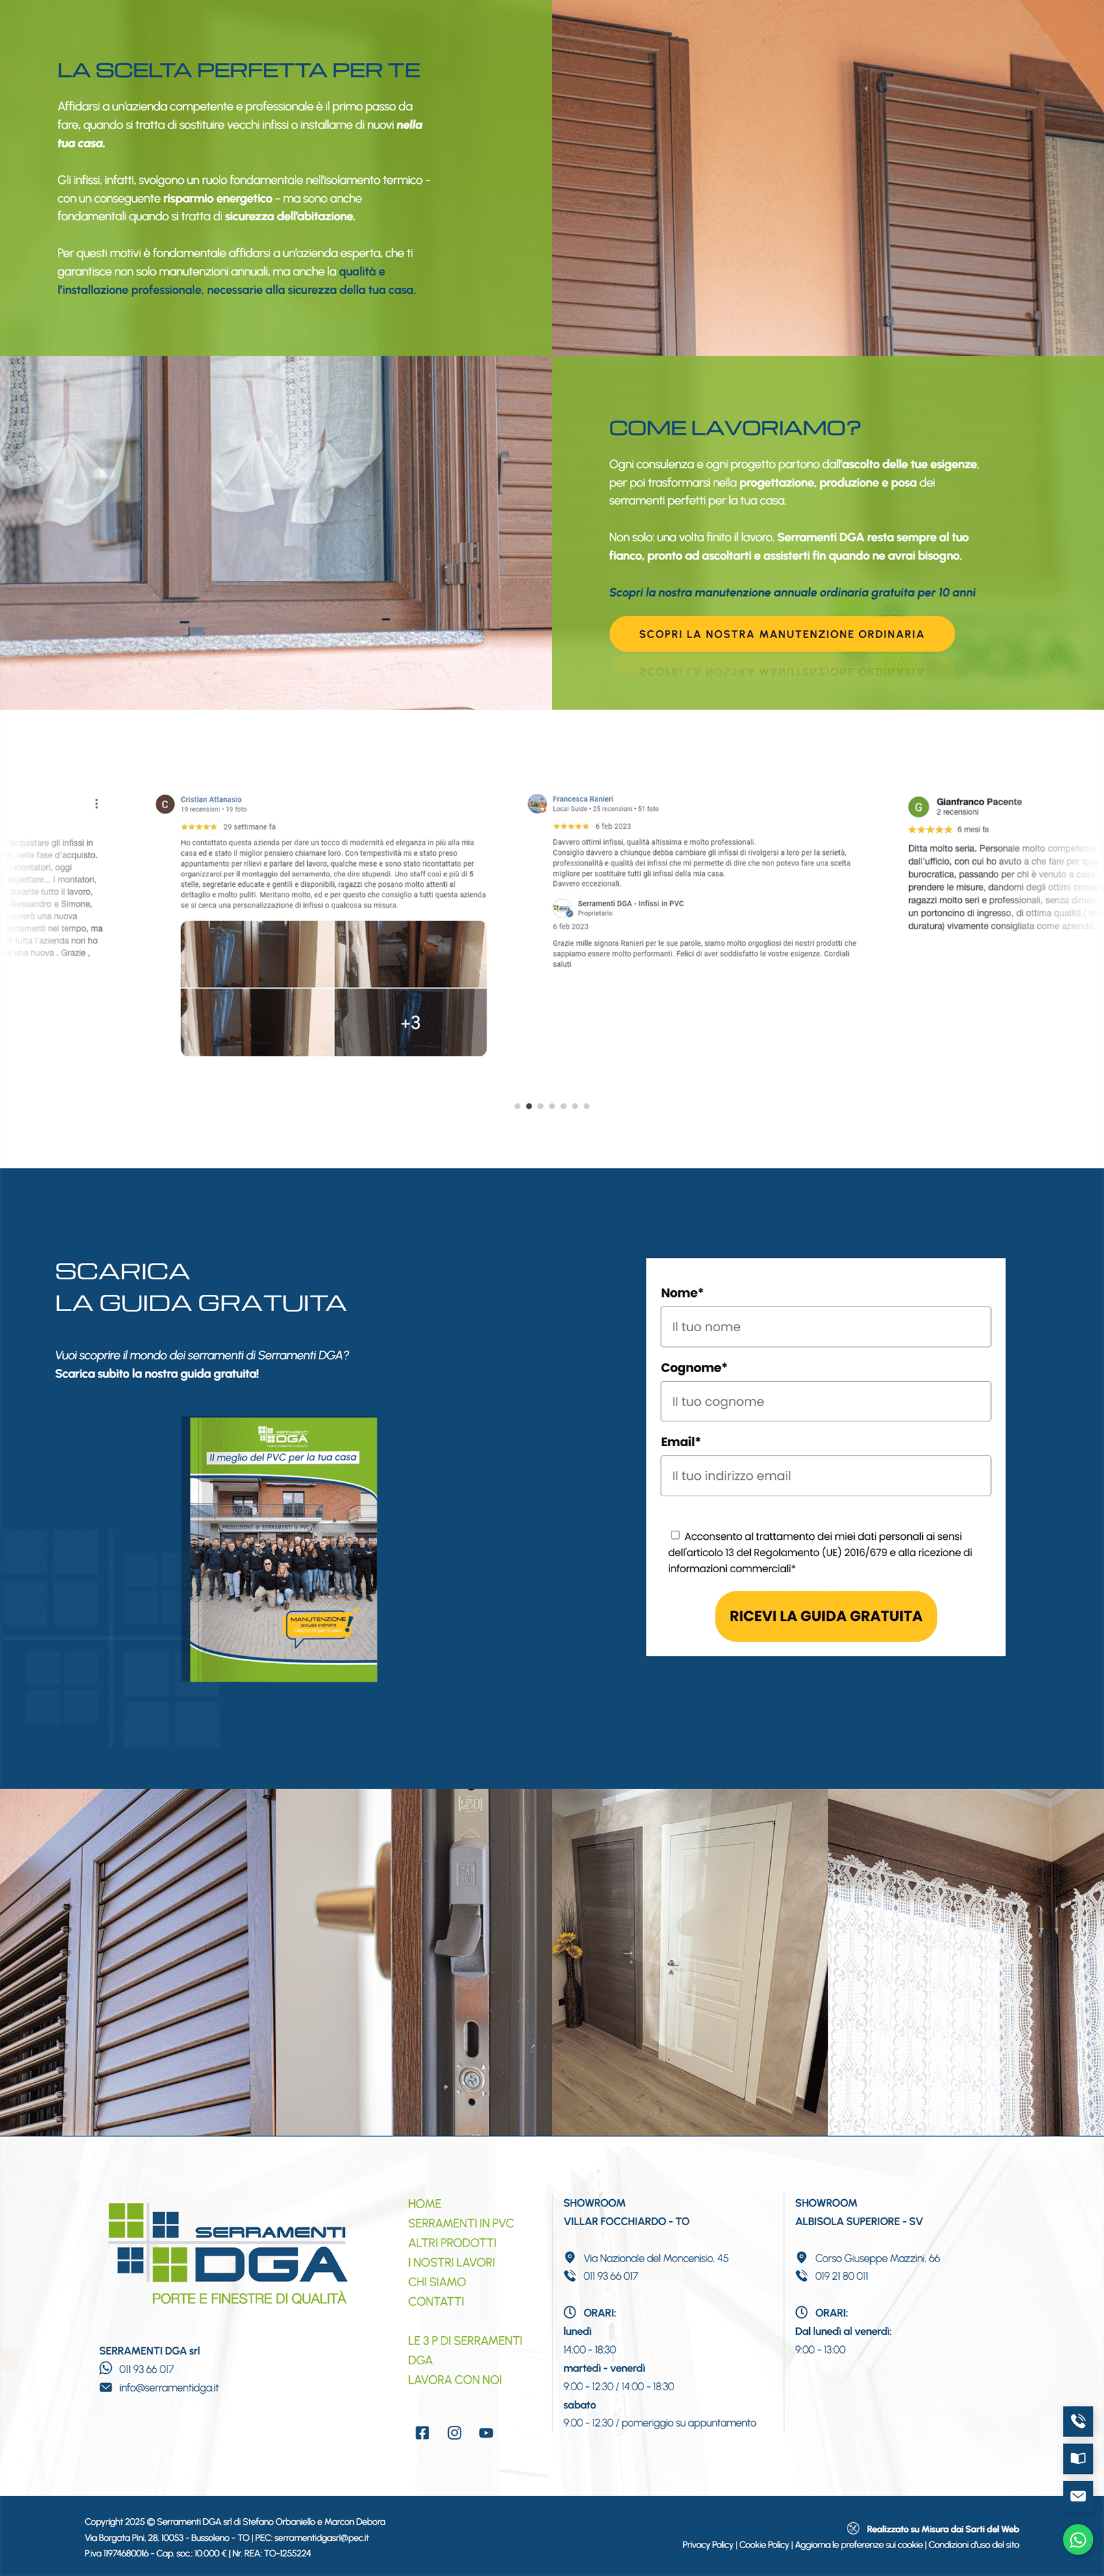 LA SCELTA PERFETTA PER TE
Affidarsi a un'azienda competente e professionale è il primo passo da
fare, quando si tratta di sostituire vecchi infissi o installarne di nuovi nella
tua casa.
Gli infissi, infatti, svolgono un ruolo fondamentale nell'isolamento termico -
con un conseguente risparmio energetico - ma sono anche
fondamentali quando si tratta di sicurezza dell'abitazione.
Per questi motivi è fondamentale affidarsi a un'azienda esperta, che ti
garantisce non solo manutenzioni annuali, ma anche la qualità e
l'installazione professionale, necessarie alla sicurezza della tua casa.
COME LAVORIAMO?
Ogni consulenza e ogni progetto partono dall'ascolto delle tue esigenze,
per poi trasformarsi nella progettazione, produzione e posa dei
serramenti perfetti per la tua casa.
Non solo: una volta finito il lavoro, Serramenti DGA resta sempre al tuo
fianco, pronto ad ascoltarti e assisterti fin quando ne avrai bisogno.
Scopri la nostra manutenzione annuale ordinaria gratuita per 10 anni
SCOPRI LA NOSTRA MANUTENZIONE ORDINARIA
acquistare gli infissi in
nella fase d'acquisto.
montatori, oggi
aspettare... I montatori,
durante tutto il lavoro,
Alessandro e Simone,
una nuova
serramenti nel tempo, ma
di tutta l'azienda non ho
una nuova . Grazie ,
C
Cristian Attanasio
19 recensioni • 19 foto
29 settimane fa
Ho contattato questa azienda per dare un tocco di modernità ed eleganza in più alla mia
casa ed e stato il miglior pensiero chiamare loro. Con tempestività mi e stato preso
appuntamento per rilievi e parlare del lavoro, qualche giorno dopo sono stato ricontattato per
organizzarci per il montaggio del serramento, che dire stupendi. Uno staff così e più di 5
stelle, segretarie educate e gentili e disponibili, ragazzi che posano molto attenti al
dettaglio e molto puliti. Meritano molto, ed e per questo che consiglio a tutti questa azienda
se si cerca una personalizzazione di infissi o qualcosa su misura.
+3
Francesca Ranieri
Local Guide • 25 recensioni • 51 foto
6 feb 2023
Davvero ottimi infissi, qualità altissima e molto professionali.
Consiglio davvero a chiunque debba cambiare gli infissi di rivolgersi a loro per la serietà,
professionalità e qualità dei infissi che mi permette di dire che non potevo fare una scelta
migliore per sostituire tutti gli infissi della mia casa.
Davvero eccezionali.
Serramenti DGA - Infissi in PVC
Proprietario
6 feb 2023
Grazie mille signora Ranieri per le sue parole, siamo molto orgogliosi dei nostri prodotti che
sappiamo essere molto performanti. Felici di aver soddisfatto le vostre esigenze. Cordiali
saluti
G
Gianfranco Pacente
2 recensioni
6 mesi fa
Ditta molto seria. Personale molto competente
dall'ufficio, con cui ho avuto a che fare per
burocratica, passando per chi è venuto a casa
prendere le misure, dandomi degli ottimi
ragazzi molto seri e professionali, senza
un portoncino di ingresso, di ottima qualità,(
duratura) vivamente consigliata come azienda
SCARICA
LA GUIDA GRATUITA
Vuoi scoprire il mondo dei serramenti di Serramenti DGA?
Scarica subito la nostra guida gratuita!
SERRAMENTI
DGA
Il meglio del PVC per la tua casa
PRODUZIONE di SERRAMENTI IN PVC
MANUTENZIONE
annuale ordinaria
!
Nome*
Il tuo nome
Cognome*
Il tuo cognome
Email*
Il tuo indirizzo email
Acconsento al trattamento dei miei dati personali ai sensi
dell'articolo 13 del Regolamento (UE) 2016/679 e alla ricezione di
informazioni commerciali*
RICEVI LA GUIDA GRATUITA
SERRAMENTI
DGA
PORTE E FINESTRE DI QUALITÀ
SERRAMENTI DGA srl
011 93 66 017
info@serramentidga.it
HOME
SERRAMENTI IN PVC
ALTRI PRODOTTI
I NOSTRI LAVORI
CHI SIAMO
CONTATTI
LE 3 P DI SERRAMENTI
DGA
LAVORA CON NOI
SHOWROOM
VILLAR FOCCHIARDO - TO
Via Nazionale del Moncenisio, 45
011 93 66 017
ORARI:
lunedì
14:00 - 18:30
martedì - venerdì
9:00 - 12:30 / 14:00 - 18:30
sabato
9:00 - 12:30 / pomeriggio su appuntamento
SHOWROOM
ALBISOLA SUPERIORE - SV
Corso Giuseppe Mazzini, 66
019 21 80 011
ORARI:
Dal lunedì al venerdì:
9:00 - 13:00
Copyright 2025 © Serramenti DGA srl di Stefano Orbaniello e Marcon Debora
Via Borgata Pini, 28, 10053 - Bussoleno - TO | PEC: serramentidgasrl@pec.it
P.iva 11974680016 - Cap. soc.: 10.000 € | Nr. REA: TO-1255224
Realizzato su Misura dai Sarti del Web
Privacy Policy | Cookie Policy | Aggiorna le preferenze sui cookie | Condizioni d'uso del sito